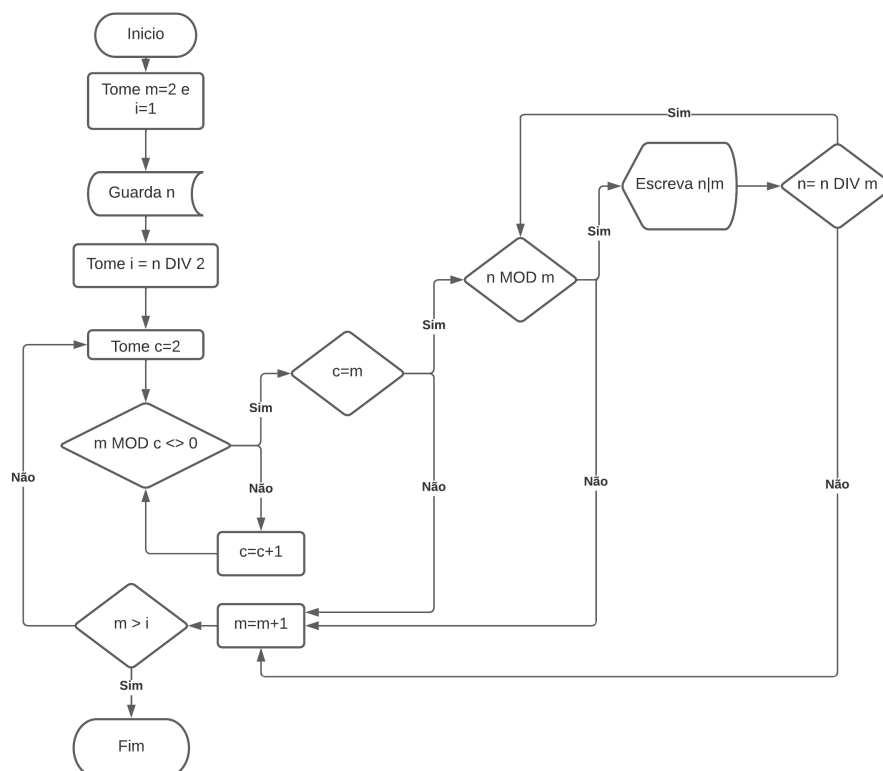 Inicio
Tome m=2 e
i=1
Guarda n
Tome i = n DIV 2
Tome c=2
m MOD c <> 0
Sim
Não
c=c+1
c=m
Sim
Não
n MOD m
Sim
Não
Escreva n|m
n= n DIV m
Sim
Não
m=m+1
m > i
Não
Sim
Fim